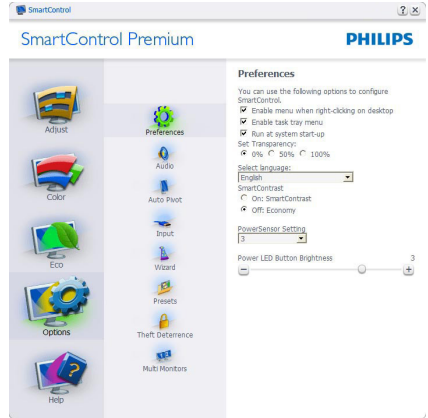 SmartControl
SmartControl Premium
PHILIPS
Adjust
Color
Eco
Options
Help
Preferences
Audio
Auto Pivot
Input
Wizard
Presets
Theft Deterrence
Multi Monitors
Preferences
You can use the following options to configure
SmartControl.
Enable menu when right-clicking on desktop
Enable task tray menu
Run at system start-up
Set Transparency:
0% 50% 100%
Select language:
English
SmartContrast
On: SmartContrast
Off: Economy
PowerSensor Setting
3
Power LED Button Brightness 3